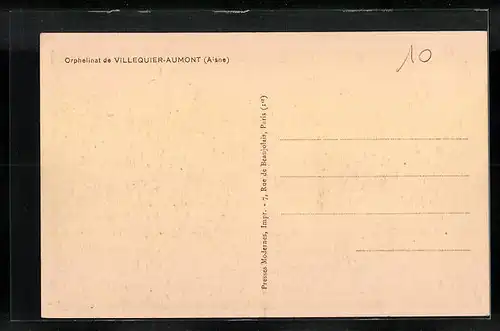 Orphelinat de VILLEQUIER-AUMONT (Aisne)
10
Presses Modernes, Impr. - 7, Rue de Beaujolais, Paris (1er)